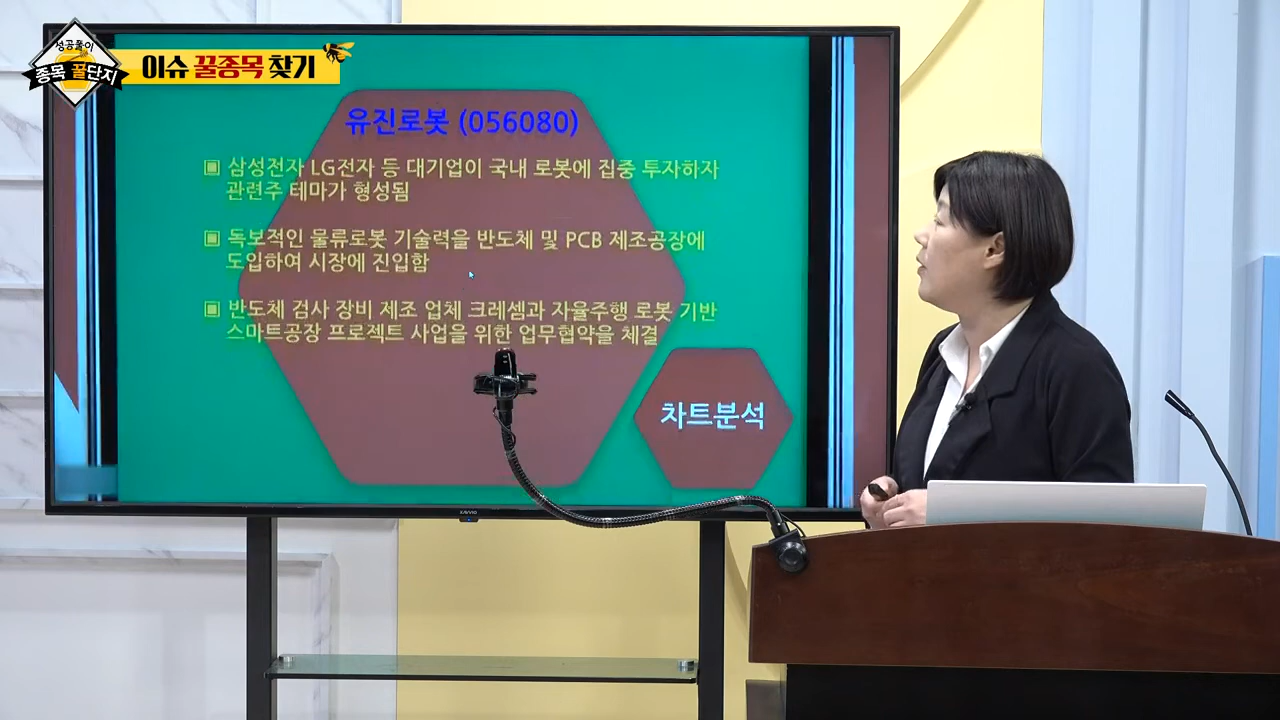 성공풀이
종목 꿀단지
이슈 꿀종목 찾기
유진로봇 (056080)
▣ 삼성전자 LG전자 등 대기업이 국내 로봇에 집중 투자하자
관련주 테마가 형성됨
▣ 독보적인 물류로봇 기술력을 반도체 및 PCB 제조공장에
도입하여 시장에 진입함
▣ 반도체 검사 장비 제조 업체 크레셈과 자율주행 로봇 기반
스마트공장 프로젝트 사업을 위한 업무협약을 체결
차트분석